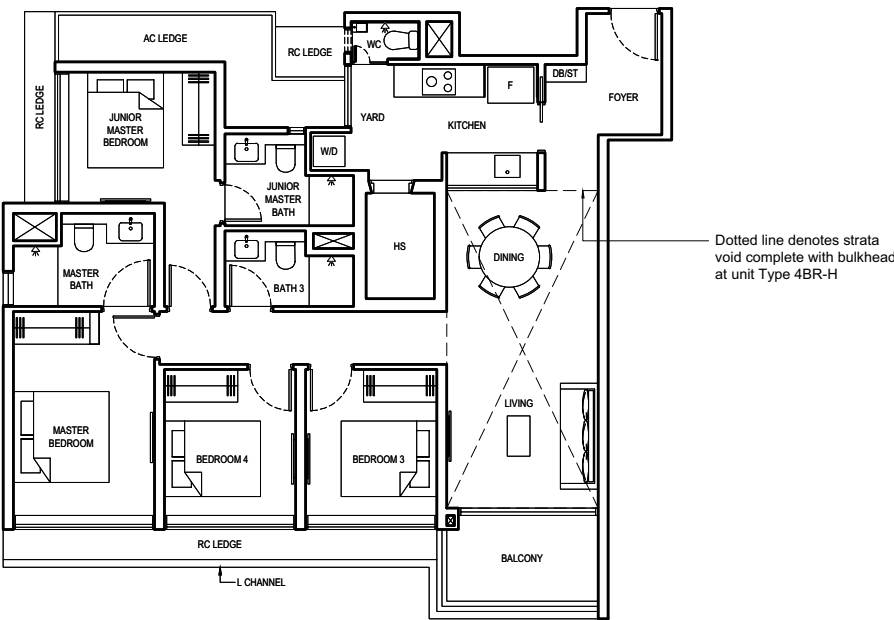 AC LEDGE
RC LEDGE
WC
DB/ST
FOYER
RC LEDGE
JUNIOR
MASTER
BEDROOM
YARD
KITCHEN
F
W/D
JUNIOR
MASTER
BATH
HS
DINING
Dotted line denotes strata
void complete with bulkhead
at unit Type 4BR-H
MASTER
BATH
BATH 3
MASTER
BEDROOM
BEDROOM 4
BEDROOM 3
LIVING
RC LEDGE
BALCONY
L CHANNEL